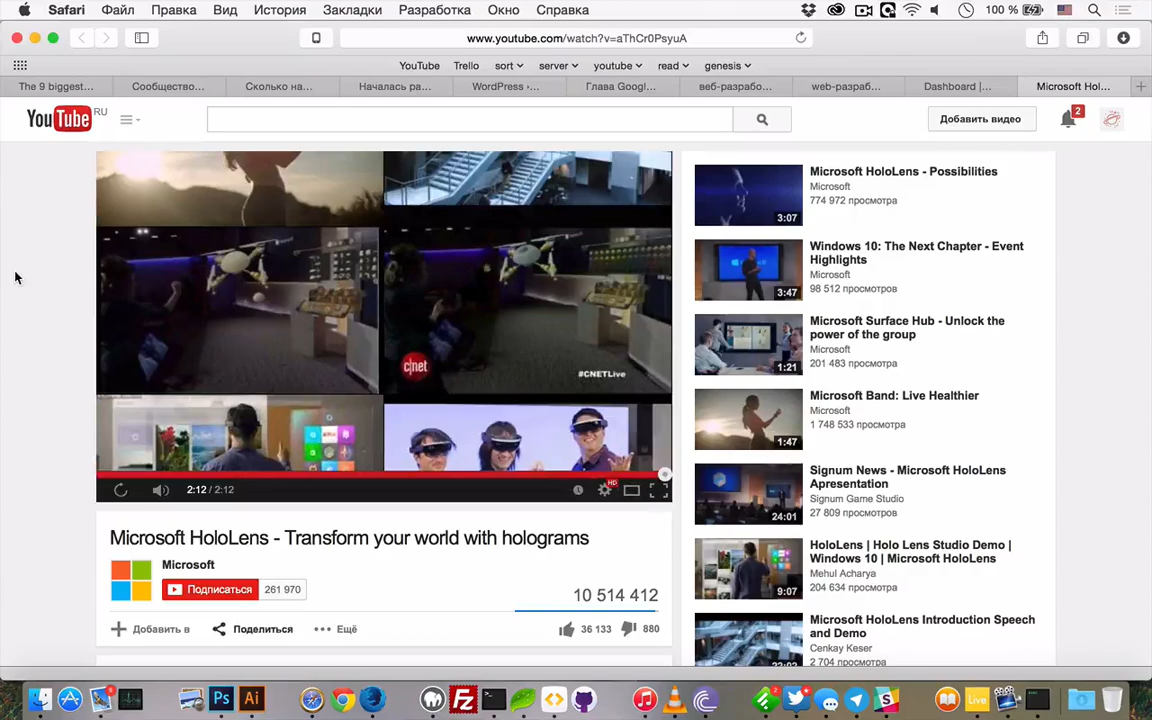 Safari Файл Правка Вид История Закладки Разработка Окно Справка 100 %
www.youtube.com/watch?v=aThCr0PsyuA
YouTube Trello sort server youtube read genesis
The 9 biggest... Сообщество... Сколько на... Началась ра... WordPress ›... Глава Googl... веб-разрабо... web-разраб... Dashboard |... Microsoft Hol...
YouTube RU
Добавить видео
2
Microsoft HoloLens - Possibilities
Microsoft
774 972 просмотра
3:07
Windows 10: The Next Chapter - Event
Highlights
Microsoft
98 512 просмотров
3:47
Microsoft Surface Hub - Unlock the
power of the group
Microsoft
201 483 просмотра
1:21
Microsoft Band: Live Healthier
Microsoft
1 748 533 просмотра
1:47
Signum News - Microsoft HoloLens
Apresentation
Signum Game Studio
27 809 просмотров
24:01
HoloLens | Holo Lens Studio Demo |
Windows 10 | Microsoft HoloLens
Mehul Acharya
204 634 просмотра
9:07
Microsoft HoloLens Introduction Speech
and Demo
Cenkay Keser
2 704 просмотра
c|net
#CNETLive
2:12 / 2:12
HD
Microsoft HoloLens - Transform your world with holograms
Microsoft
Подписаться 261 970
10 514 412
Добавить в Поделиться Ещё 36 133 880
Ps Ai Fz Live